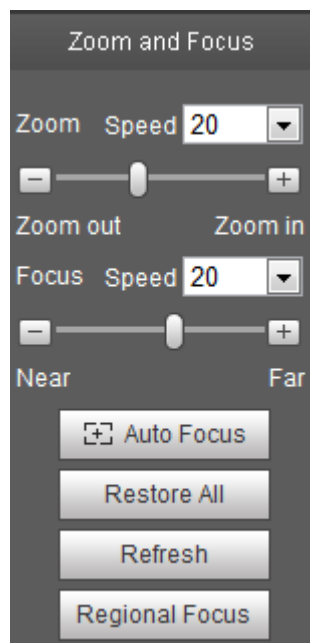 Zoom and Focus
Zoom Speed 20
Zoom out Zoom in
Focus Speed 20
Near Far
Auto Focus
Restore All
Refresh
Regional Focus